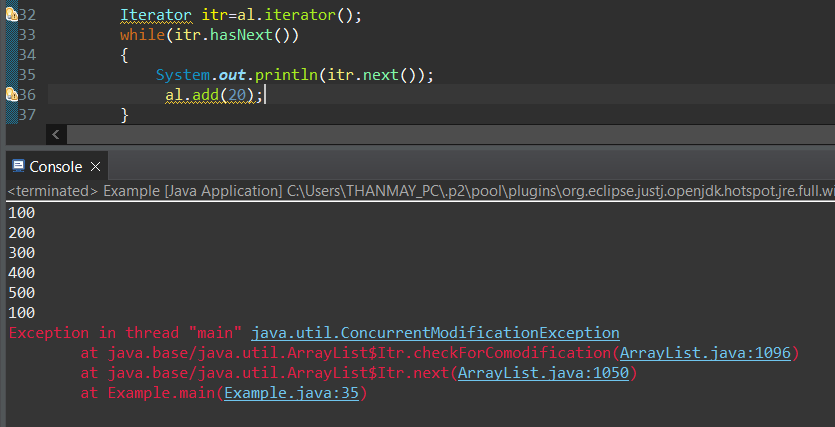 32 Iterator itr=al.iterator();
33 while(itr.hasNext())
34 {
35 System.out.println(itr.next());
36 al.add(20);
37 }
<
Console ×
<terminated> Example [Java Application] C:\Users\THANMAY_PC\.p2\pool\plugins\org.eclipse.justj.openjdk.hotspot.jre.full.wi
100
200
300
400
500
100
Exception in thread "main" java.util.ConcurrentModificationException
at java.base/java.util.ArrayList$Itr.checkForComodification(ArrayList.java:1096)
at java.base/java.util.ArrayList$Itr.next(ArrayList.java:1050)
at Example.main(Example.java:35)